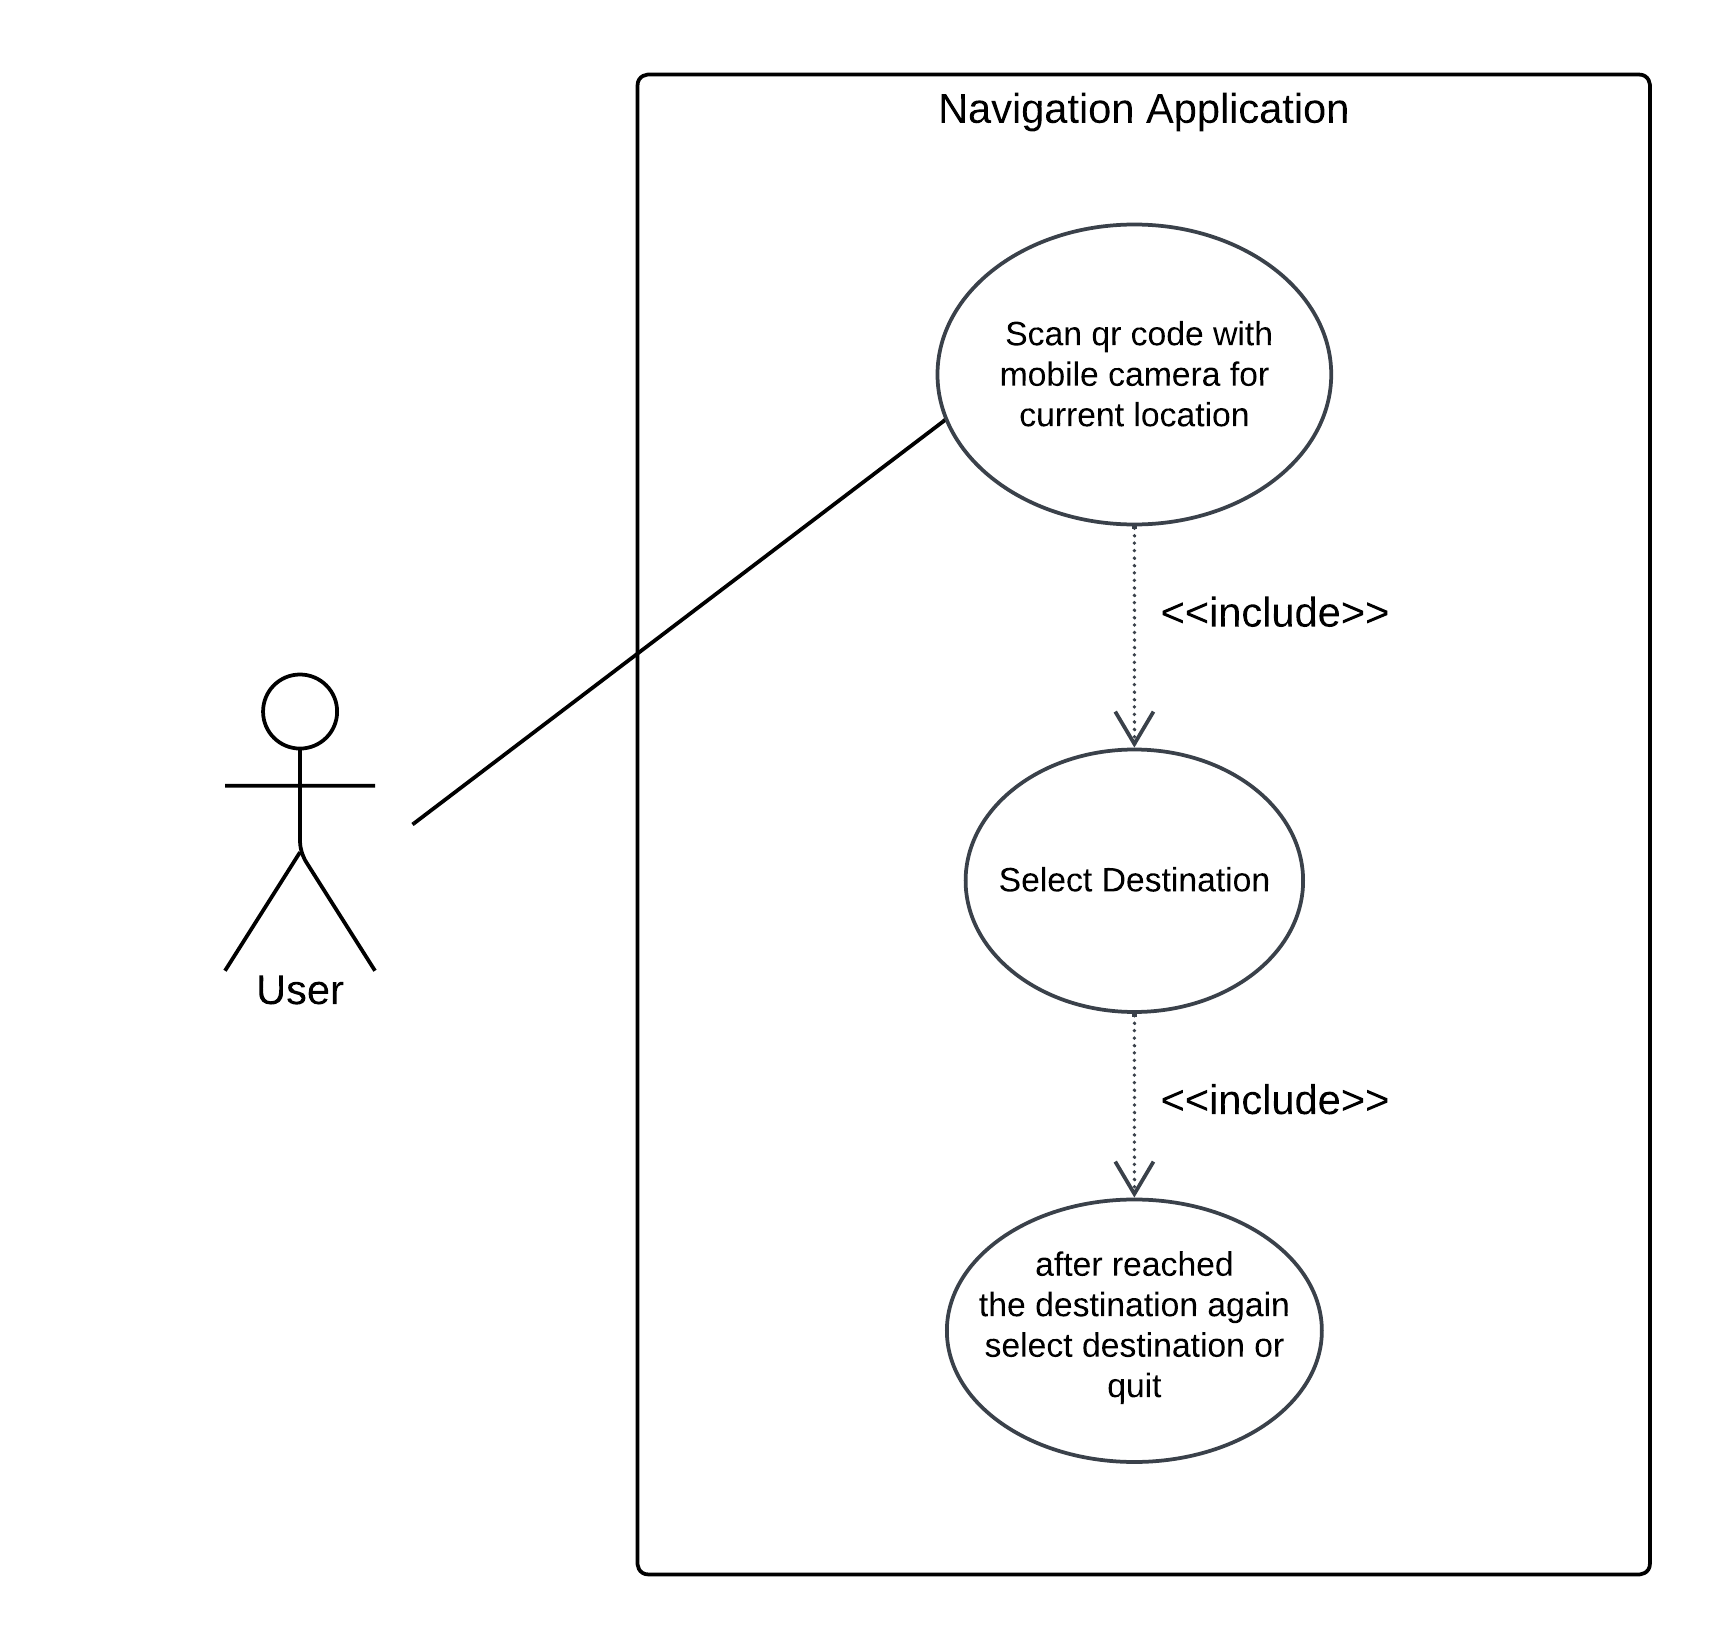 Navigation Application
Scan qr code with
mobile camera for
current location
<<include>>
Select Destination
User
<<include>>
after reached
the destination again
select destination or
quit